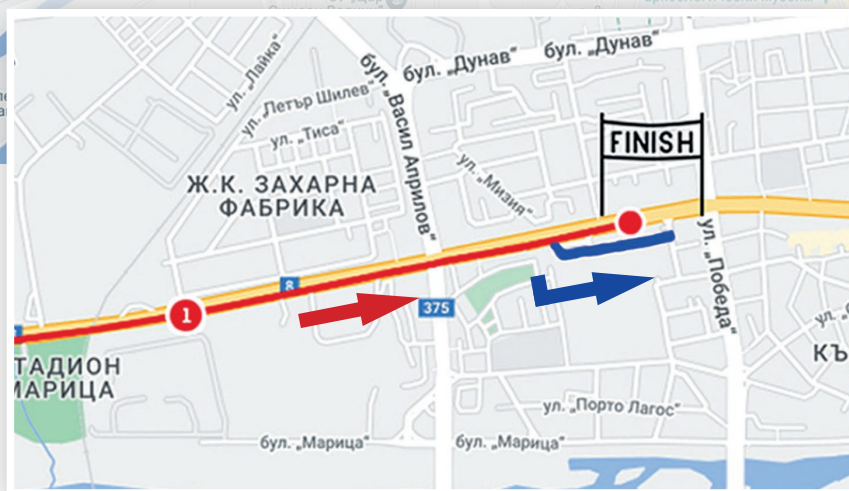 бул. „Дунав“
бул. „Дунав“
ул. „Лайка“
ул. „Петър Шилев“
бул. „Васил Априлов“
ул. „Тиса“
FINISH
ул. „Мизия“
Ж.К. ЗАХАРНА
ФАБРИКА
ул. „Победа“
8
1
375
ТАДИОН
МАРИЦА
КЪ
ул. „Порто Лагос“
бул. „Марица“
бул. „Марица“